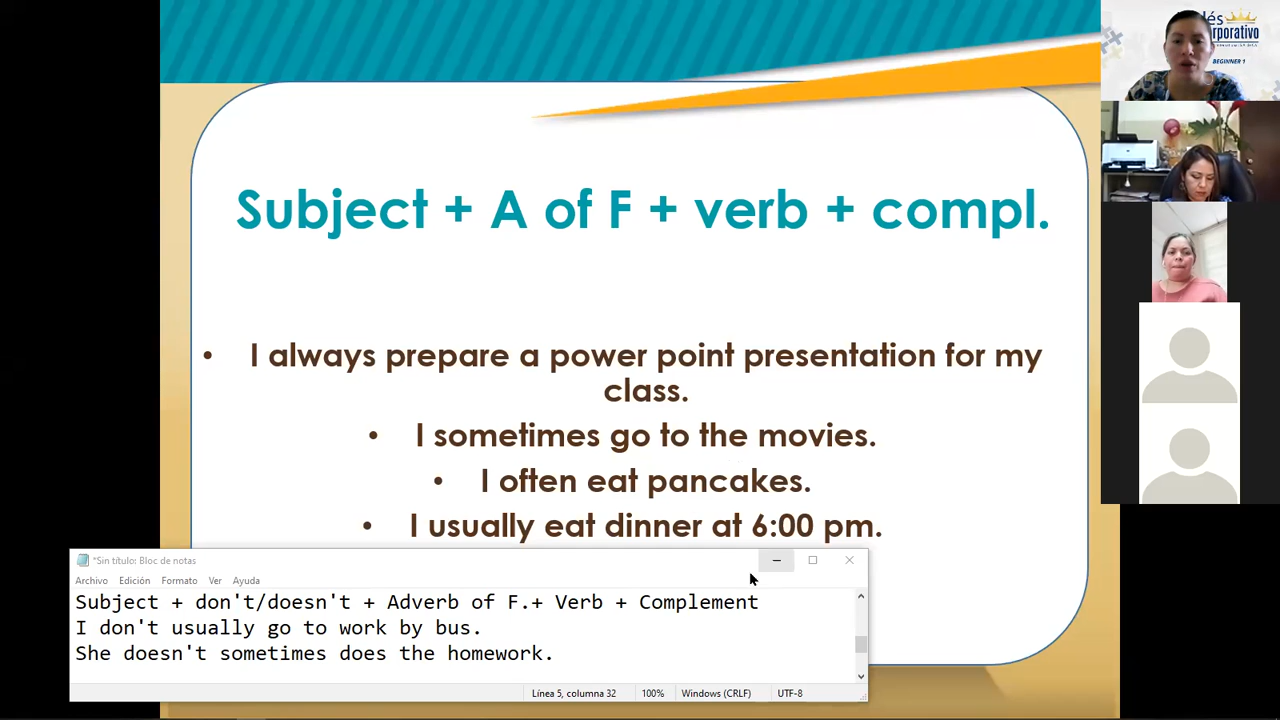 Subject + A of F + verb + compl.
• I always prepare a power point presentation for my
class.
• I sometimes go to the movies.
• I often eat pancakes.
• I usually eat dinner at 6:00 pm.
*Sin título: Bloc de notas
Archivo Edición Formato Ver Ayuda
Subject + don't/doesn't + Adverb of F.+ Verb + Complement
I don't usually go to work by bus.
She doesn't sometimes does the homework.
Línea 5, columna 32 100% Windows (CRLF) UTF-8
BEGINNER 1